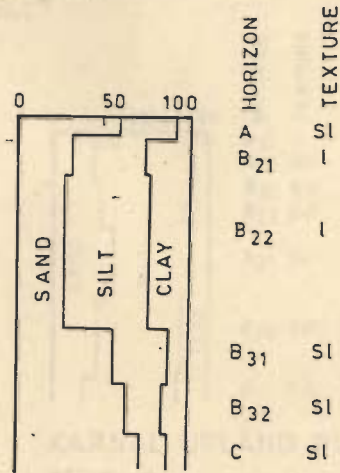 HORIZON TEXTURE
0 50 100
A Sl
B21 l
B22 l
SAND SILT CLAY
B31 Sl
B32 Sl
C Sl